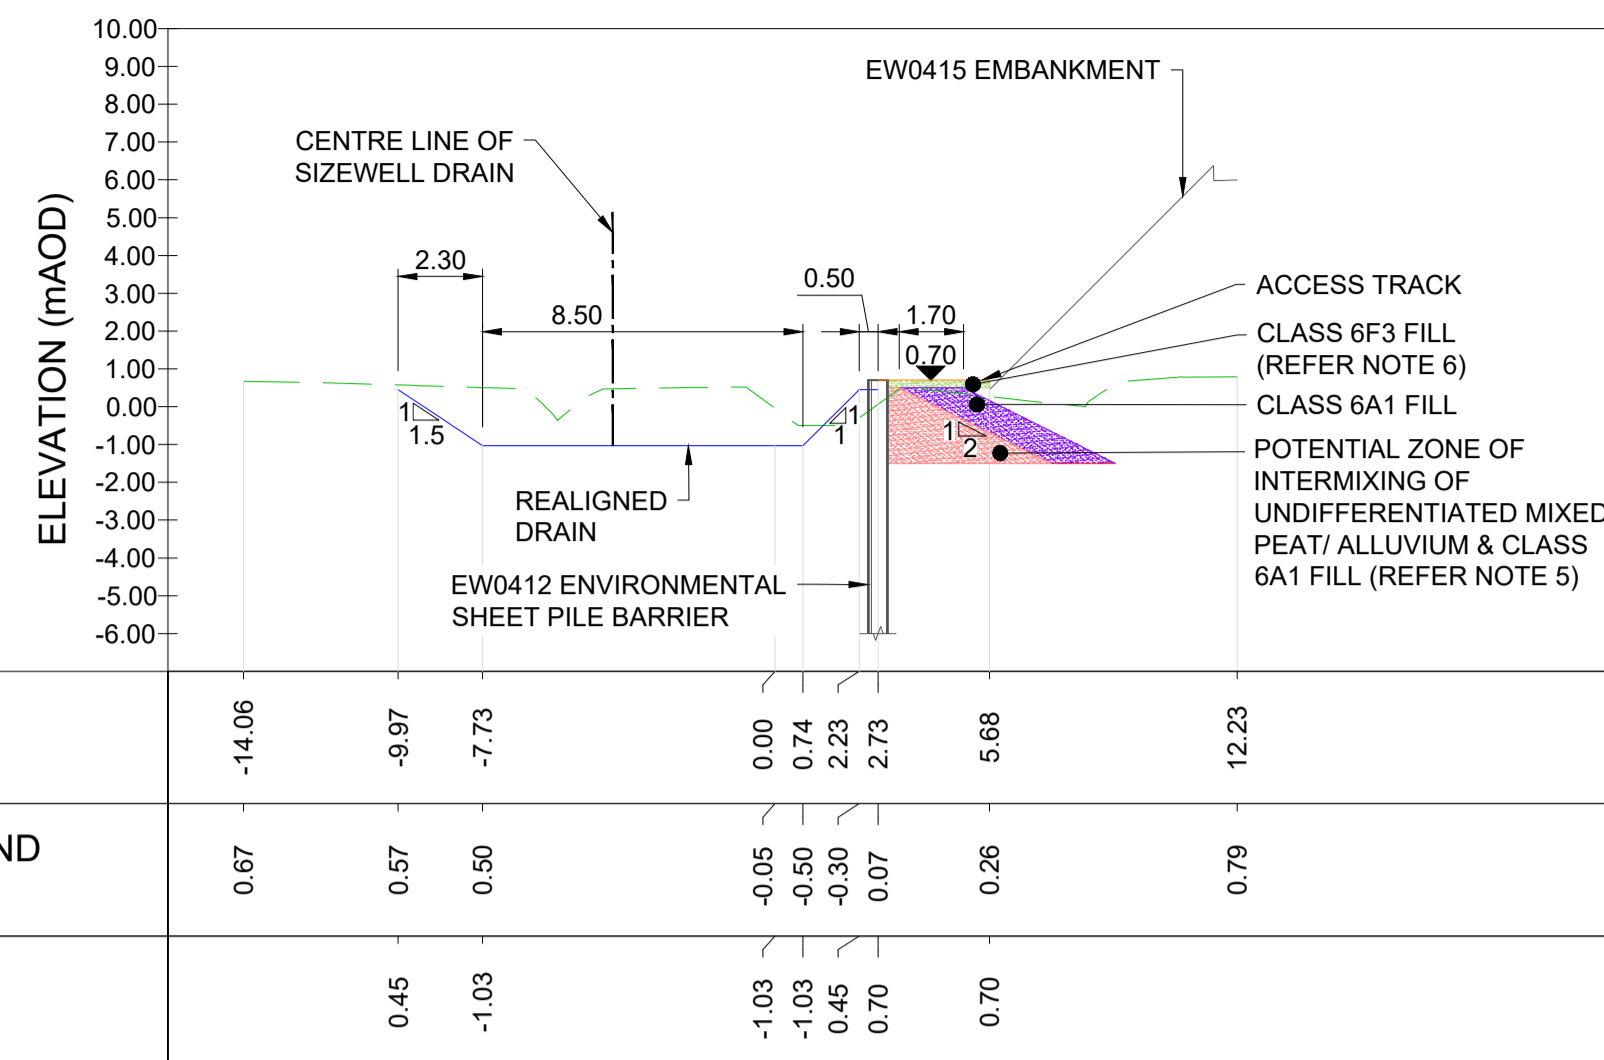 10.00
9.00
8.00
7.00
6.00
5.00
4.00
3.00
2.00
1.00
0.00
-1.00
-2.00
-3.00
-4.00
-5.00
-6.00
ELEVATION (mAOD)
EW0415 EMBANKMENT
CENTRE LINE OF
SIZEWELL DRAIN
2.30
8.50
0.50
1.70
0.70
1
1.5
1
1
1
2
ACCESS TRACK
CLASS 6F3 FILL
(REFER NOTE 6)
CLASS 6A1 FILL
POTENTIAL ZONE OF
INTERMIXING OF
UNDIFFERENTIATED MIXED
PEAT/ ALLUVIUM & CLASS
6A1 FILL (REFER NOTE 5)
REALIGNED
DRAIN
EW0412 ENVIRONMENTAL
SHEET PILE BARRIER
-14.06 -9.97 -7.73 0.00 0.74 2.23 2.73 5.68 12.23
ND 0.67 0.57 0.50 -0.05 -0.50 -0.30 0.07 0.26 0.79
0.45 -1.03 -1.03 -1.03 0.45 0.70 0.70